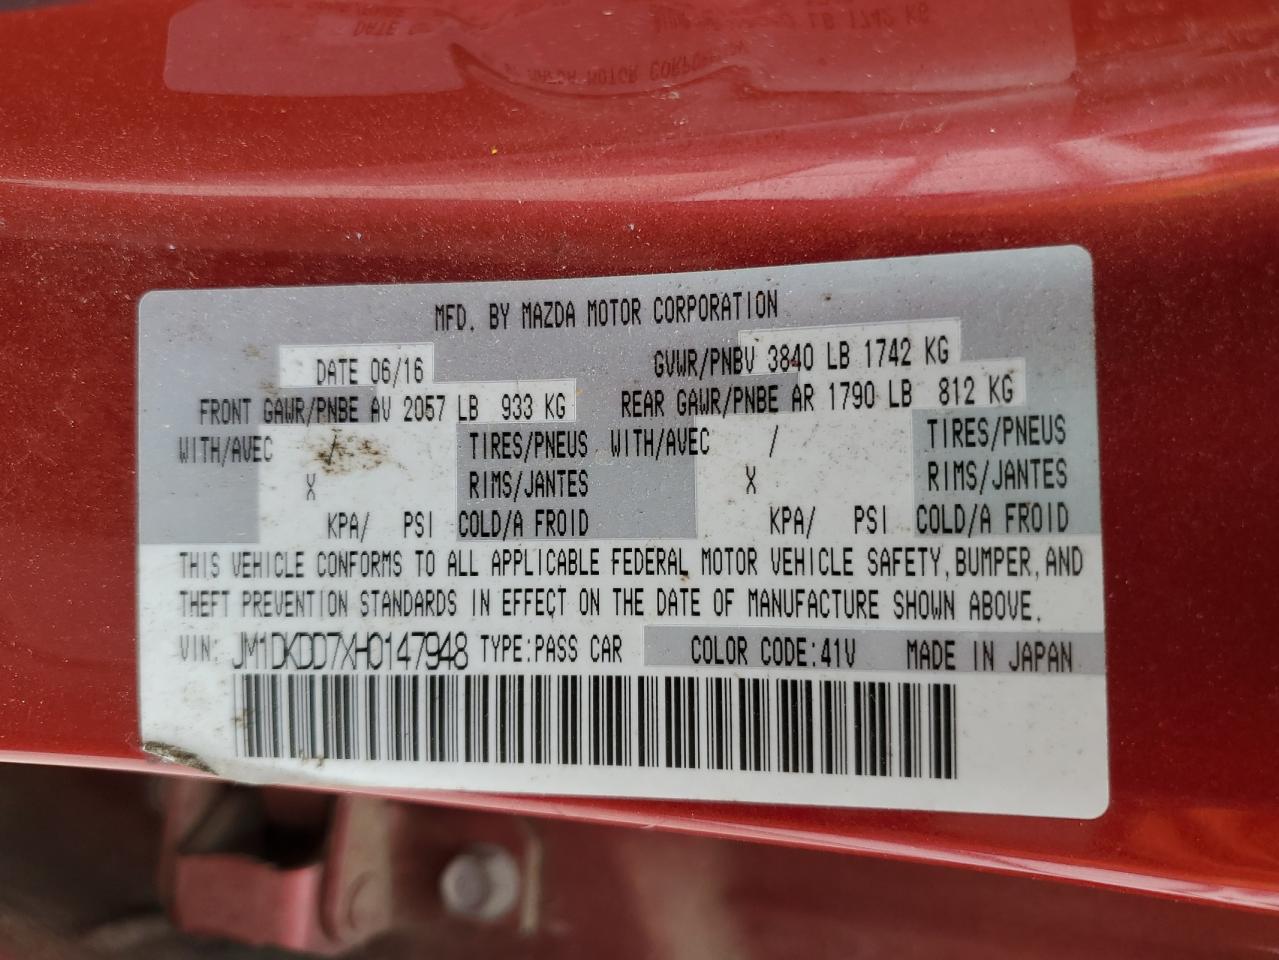 MFD. BY MAZDA MOTOR CORPORATION
DATE 06/16 GVWR/PNBV 3840 LB 1742 KG
FRONT GAWR/PNBE AV 2057 LB 933 KG REAR GAWR/PNBE AR 1790 LB 812 KG
WITH/AVEC / TIRES/PNEUS WITH/AVEC / TIRES/PNEUS
X RIMS/JANTES X RIMS/JANTES
KPA/ PSI COLD/A FROID KPA/ PSI COLD/A FROID
THIS VEHICLE CONFORMS TO ALL APPLICABLE FEDERAL MOTOR VEHICLE SAFETY, BUMPER, AND
THEFT PREVENTION STANDARDS IN EFFECT ON THE DATE OF MANUFACTURE SHOWN ABOVE.
VIN: JM1DKDD7XH0147948 TYPE:PASS CAR COLOR CODE:41V MADE IN JAPAN